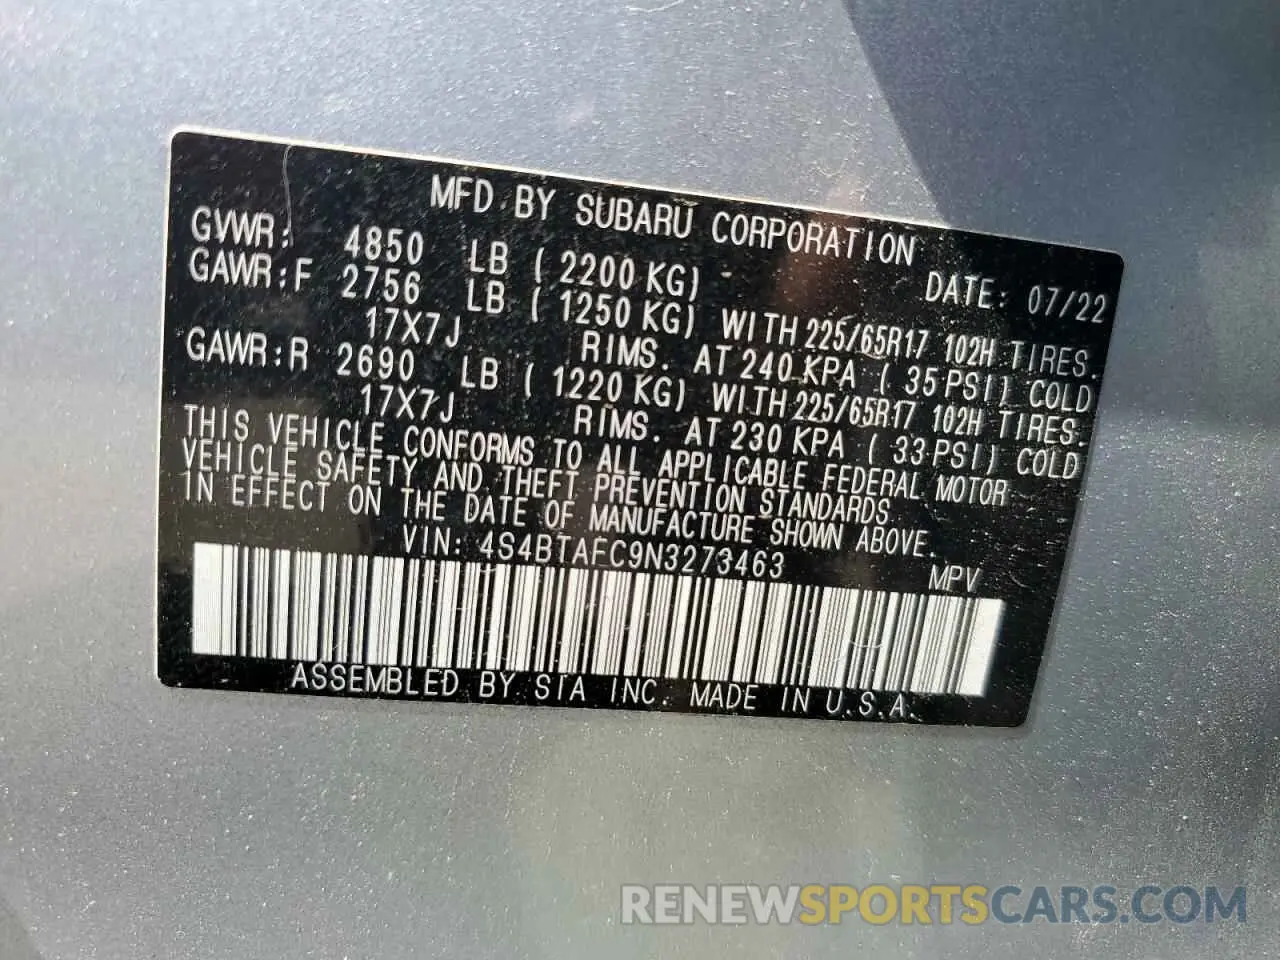 MFD.BY SUBARU CORPORATION
GVWR: 4850 LB (2200 KG) DATE: 07/22
GAWR:F 2756 LB (1250 KG) WITH 225/65R17 102H TIRES.
17X7J RIMS. AT 240 KPA (35PSI) COLD
GAWR:R 2690 LB (1220 KG) WITH 225/65R17 102H TIRES.
17X7J RIMS. AT 230 KPA (33PSI) COLD
THIS VEHICLE CONFORMS TO ALL APPLICABLE FEDERAL MOTOR
VEHICLE SAFETY AND THEFT PREVENTION STANDARDS
IN EFFECT ON THE DATE OF MANUFACTURE SHOWN ABOVE.
VIN: 4S4BTAFC9N3273463 MPV
ASSEMBLED BY SIA INC. MADE IN U.S.A.
RENEWSPORTSCARS.COM